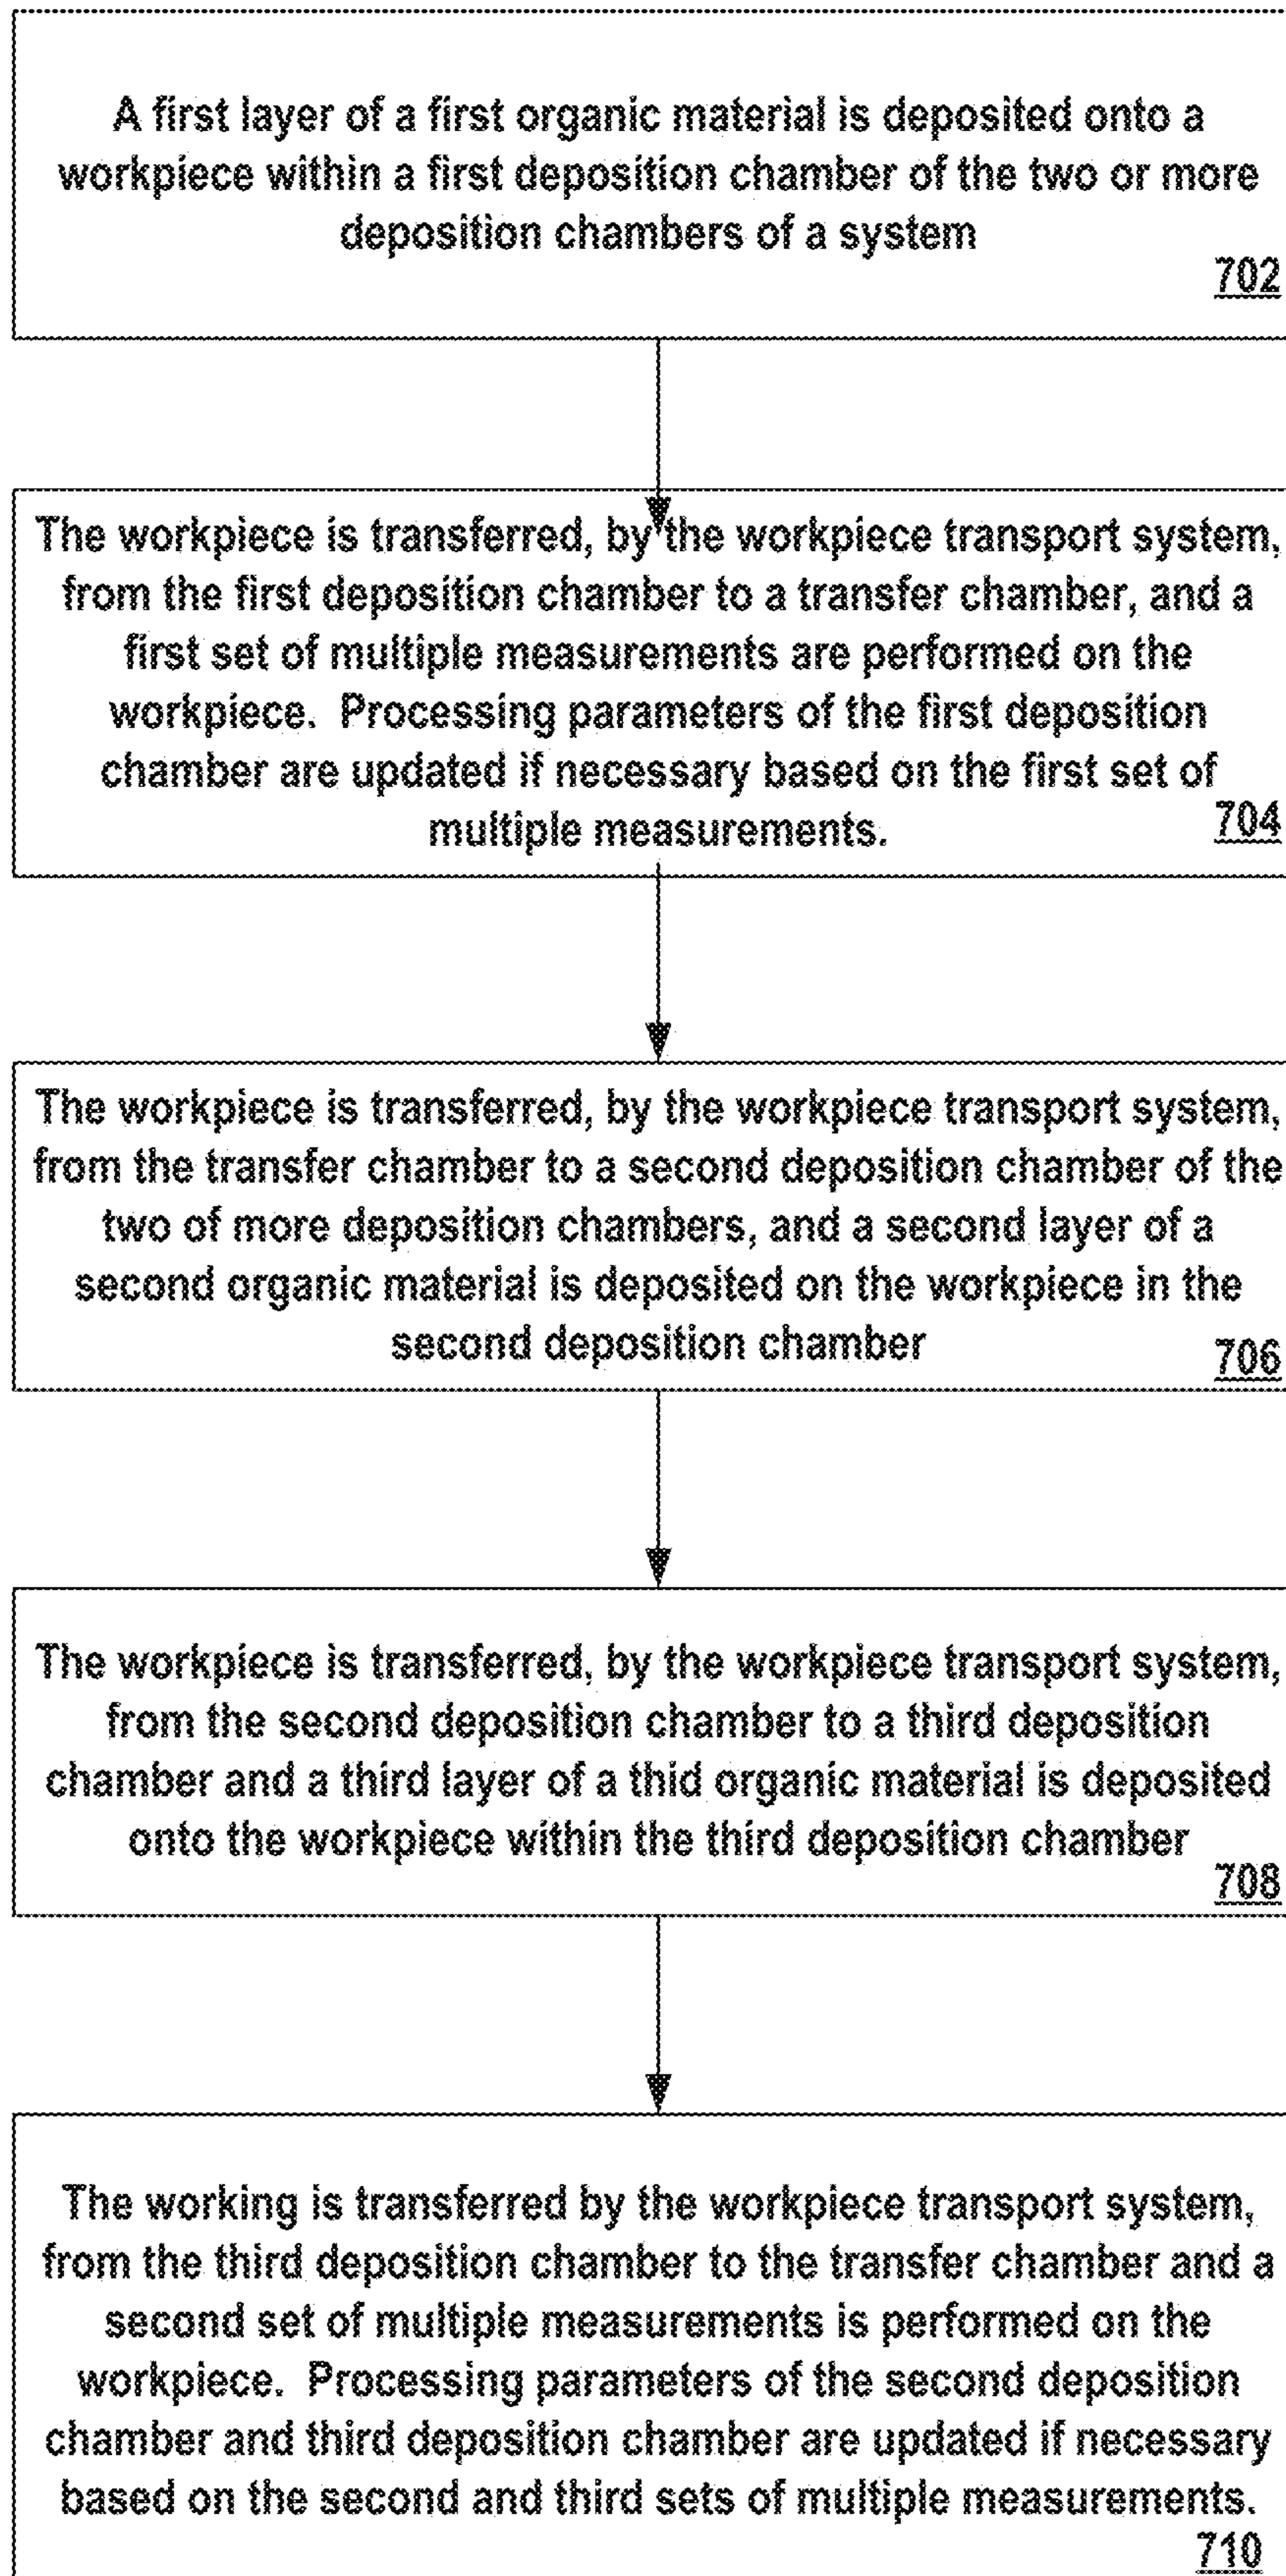 A first layer of a first organic material is deposited onto a
workpiece within a first deposition chamber of the two or more
deposition chambers of a system
702
The workpiece is transferred, by the workpiece transport system,
from the first deposition chamber to a transfer chamber, and a
first set of multiple measurements are performed on the
workpiece. Processing parameters of the first deposition
chamber are updated if necessary based on the first set of
multiple measurements.
704
The workpiece is transferred, by the workpiece transport system,
from the transfer chamber to a second deposition chamber of the
two of more deposition chambers, and a second layer of a
second organic material is deposited on the workpiece in the
second deposition chamber
706
The workpiece is transferred, by the workpiece transport system,
from the second deposition chamber to a third deposition
chamber and a third layer of a thid organic material is deposited
onto the workpiece within the third deposition chamber
708
The working is transferred by the workpiece transport system,
from the third deposition chamber to the transfer chamber and a
second set of multiple measurements is performed on the
workpiece. Processing parameters of the second deposition
chamber and third deposition chamber are updated if necessary
based on the second and third sets of multiple measurements.
710